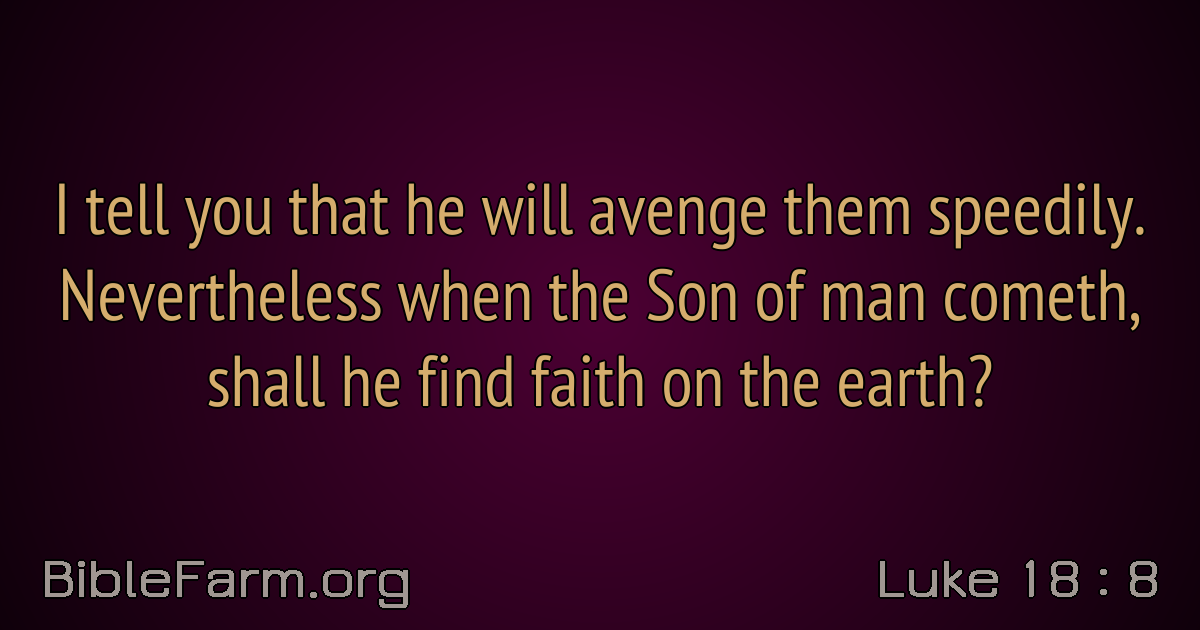 I tell you that he will avenge them speedily.
Nevertheless when the Son of man cometh,
shall he find faith on the earth?
BibleFarm.org
Luke 18 : 8